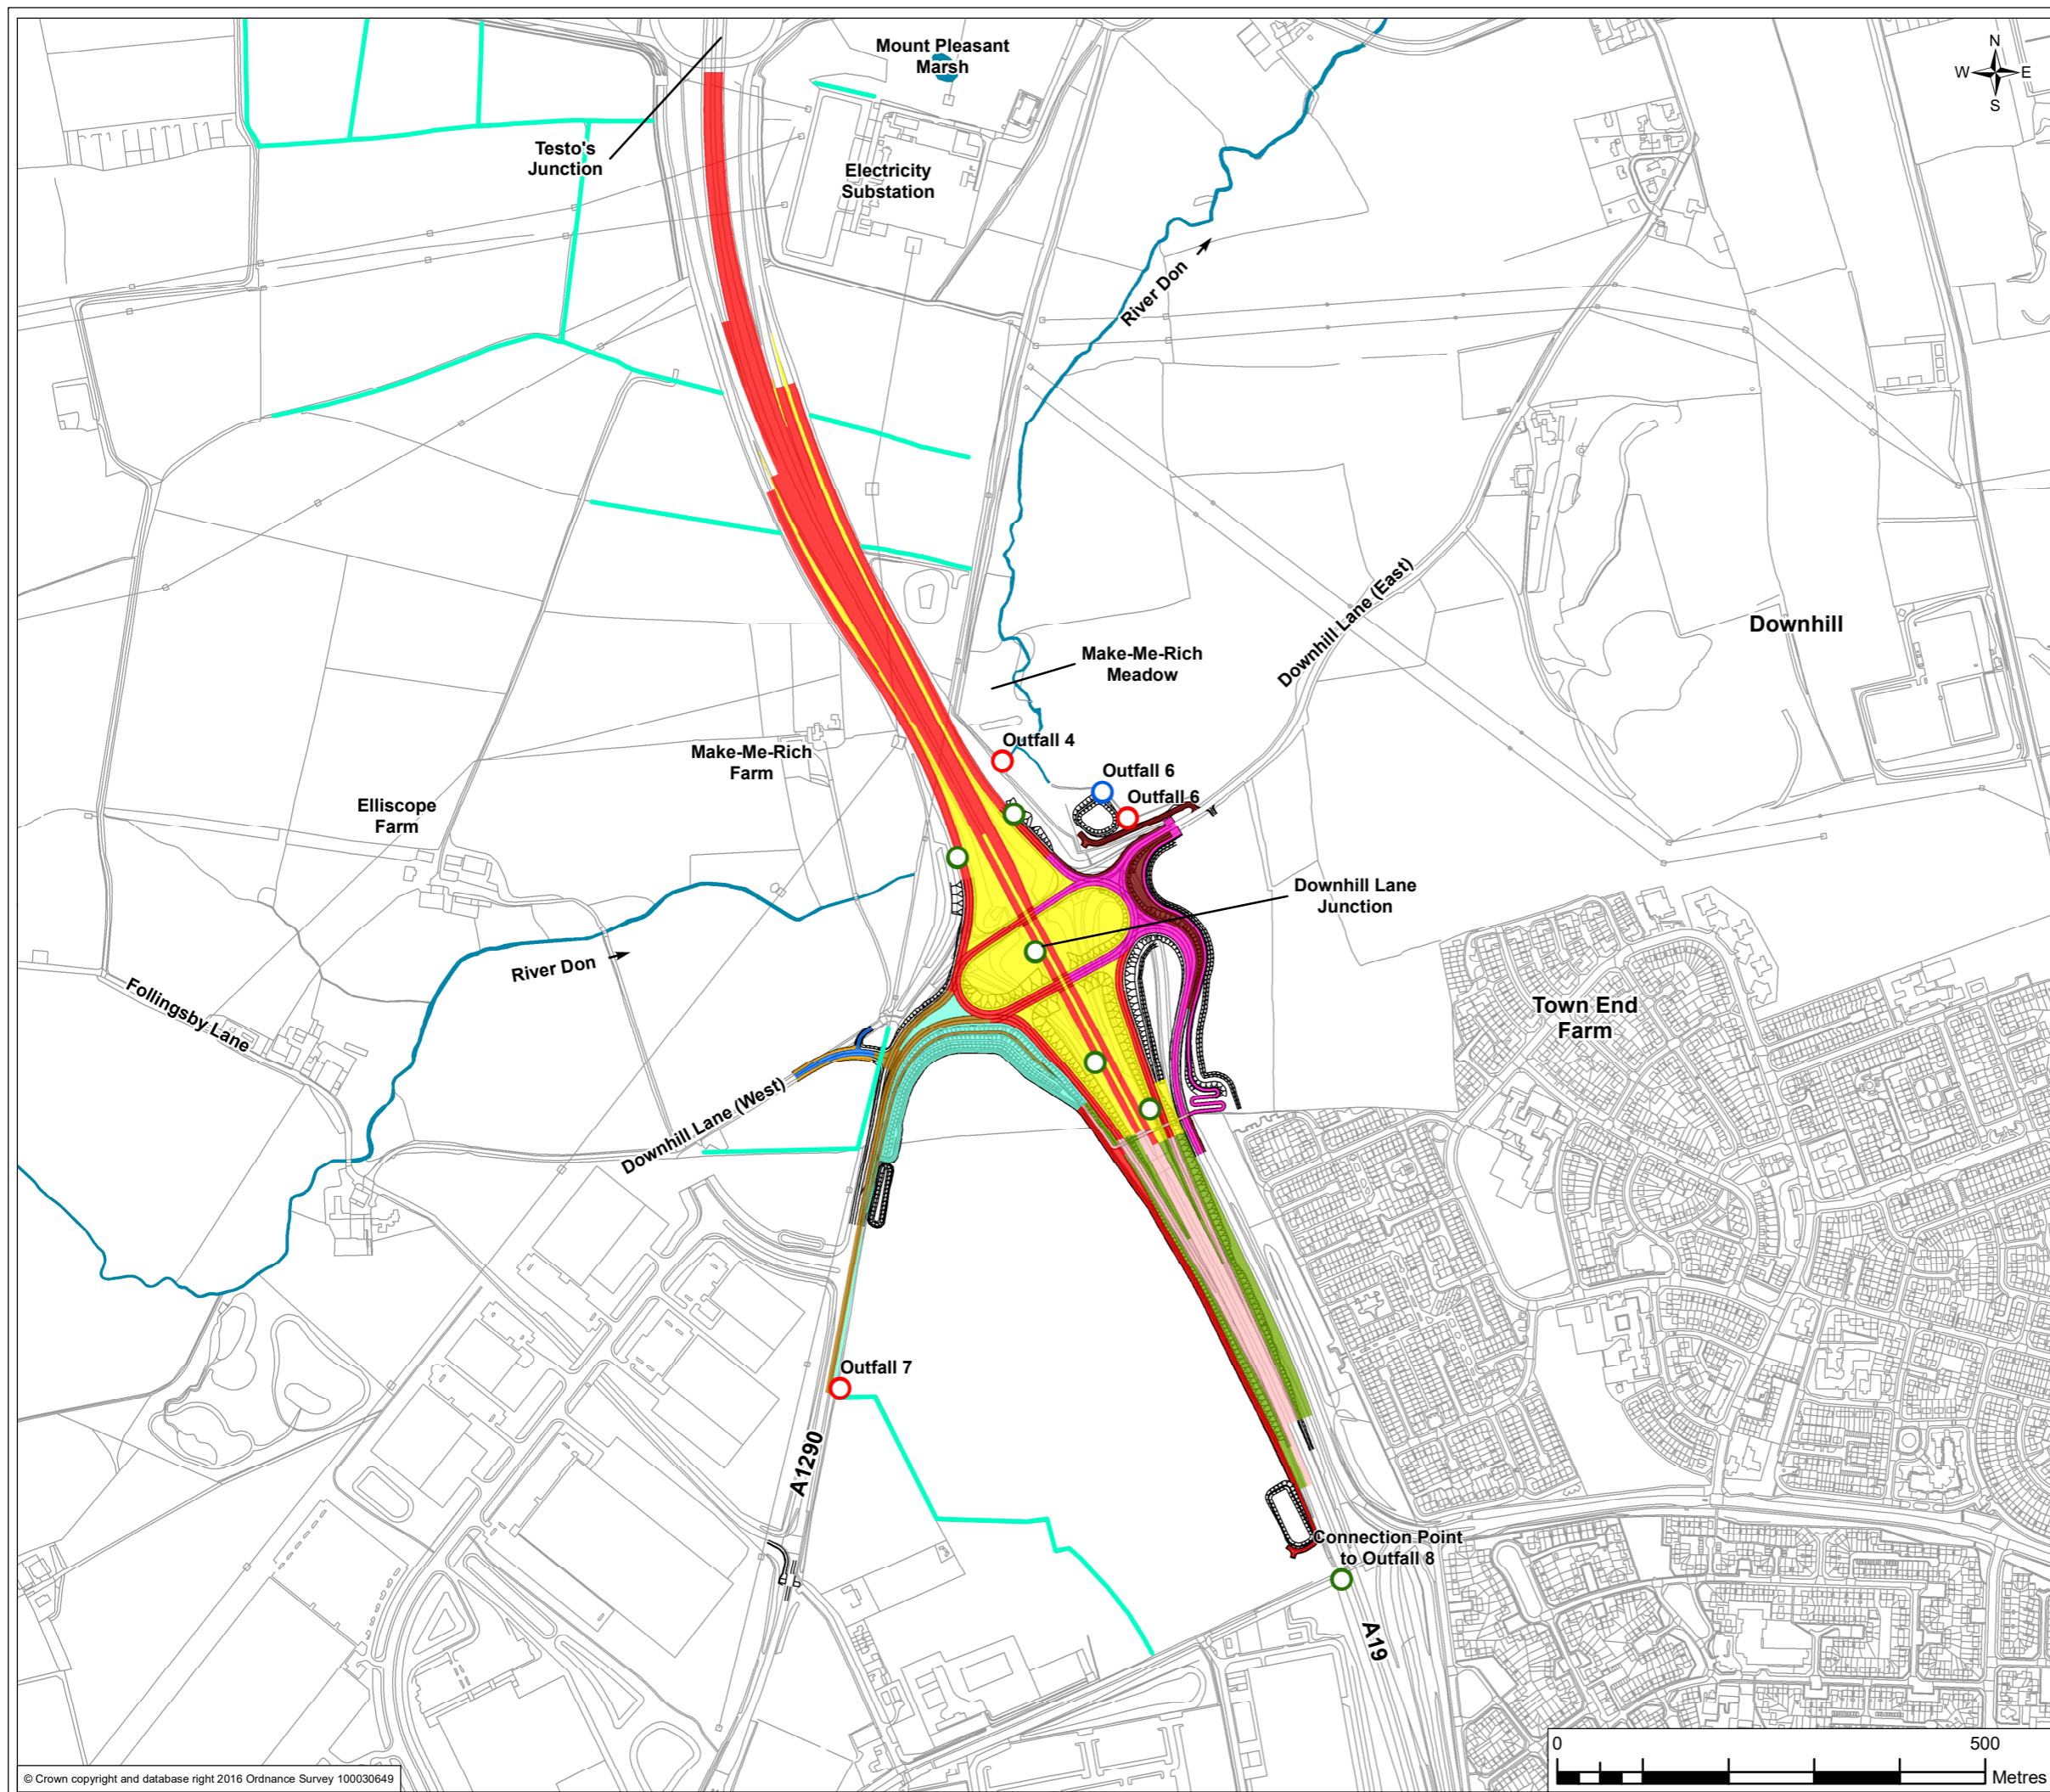 Mount Pleasant
Marsh
N
W
E
S
Testo's
Junction
Electricity
Substation
River Don
Downhill Lane (East)
Downhill
Make-Me-Rich
Meadow
Outfall 4
Make-Me-Rich
Farm
Outfall 6
Outfall 6
Elliscope
Farm
Downhill Lane
Junction
River Don
Follingsby Lane
Town End
Farm
Downhill Lane (West)
Outfall 7
A1290
Connection Point
to Outfall 8
A19
0
500
Metres
© Crown copyright and database right 2016 Ordnance Survey 100030649